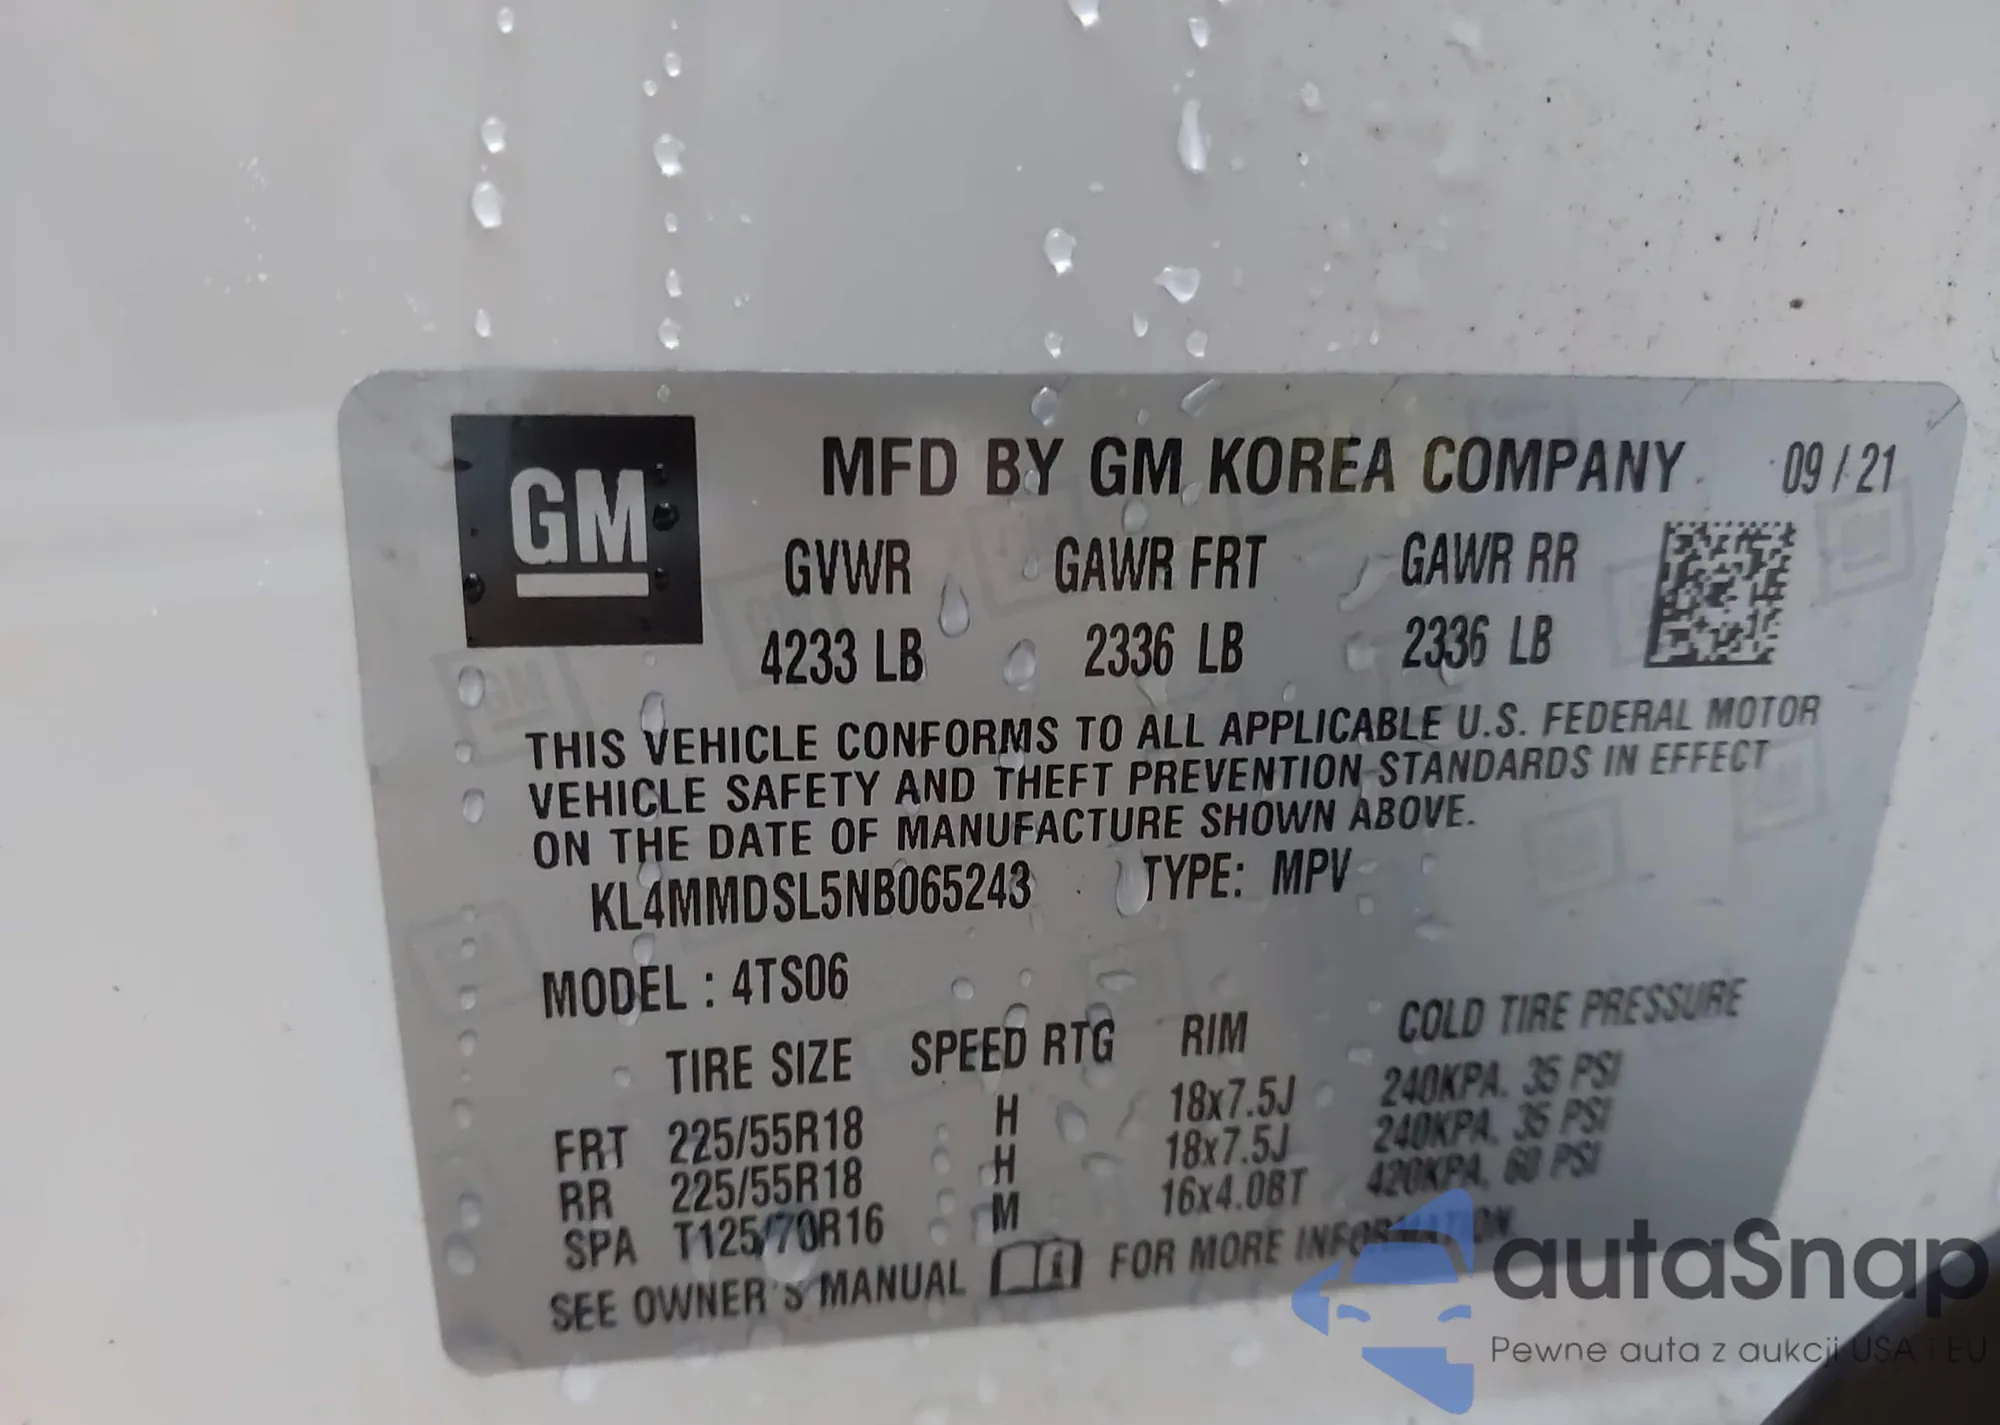 GM
MFD BY GM KOREA COMPANY 09 / 21
GVWR GAWR FRT GAWR RR
4233 LB 2336 LB 2336 LB
THIS VEHICLE CONFORMS TO ALL APPLICABLE U.S. FEDERAL MOTOR
VEHICLE SAFETY AND THEFT PREVENTION STANDARDS IN EFFECT
ON THE DATE OF MANUFACTURE SHOWN ABOVE.
KL4MMDSL5NB065243 TYPE: MPV
MODEL : 4TS06
TIRE SIZE SPEED RTG RIM COLD TIRE PRESSURE
FRT 225/55R18 H 18x7.5J 240KPA, 35 PSI
RR 225/55R18 H 18x7.5J 240KPA, 35 PSI
SPA T125/70R16 M 16x4.0BT 420KPA, 60 PSI
SEE OWNER'S MANUAL FOR MORE INFORMATION
autaSnap
Pewne auta z aukcji USA i EU